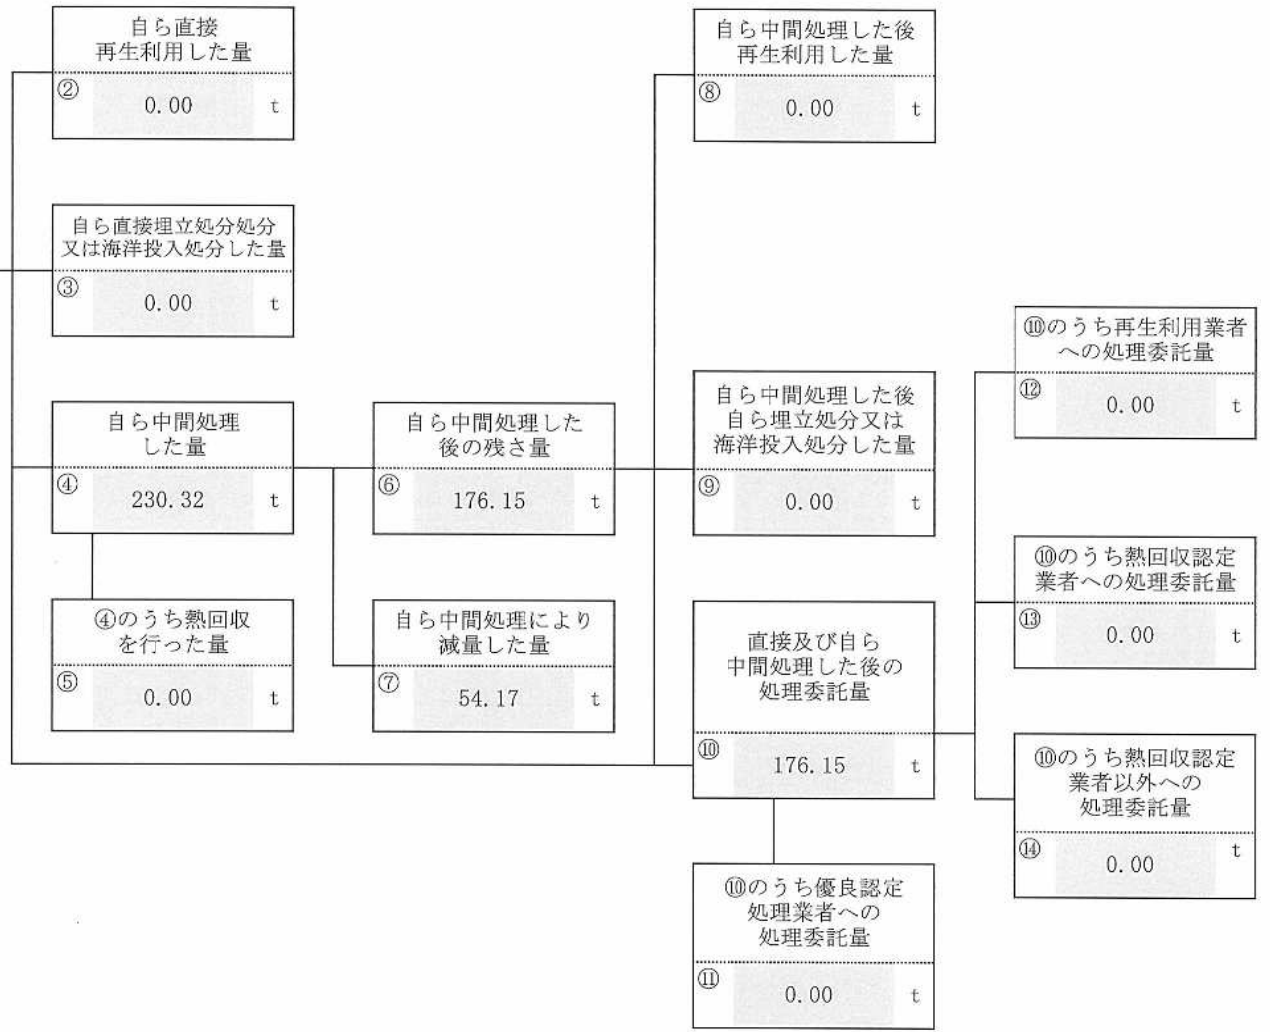 自ら直接
再生利用した量
②
0.00 t
自ら直接埋立処分処分
又は海洋投入処分した量
③
0.00 t
自ら中間処理
した量
④
230.32 t
④のうち熱回収
を行った量
⑤
0.00 t
自ら中間処理した
後の残さ量
⑥
176.15 t
自ら中間処理により
減量した量
⑦
54.17 t
自ら中間処理した後
再生利用した量
⑧
0.00 t
自ら中間処理した後
自ら埋立処分又は
海洋投入処分した量
⑨
0.00 t
直接及び自ら
中間処理した後の
処理委託量
⑩
176.15 t
⑩のうち優良認定
処理業者への
処理委託量
⑪
0.00 t
⑩のうち再生利用業者
への処理委託量
⑫
0.00 t
⑩のうち熱回収認定
業者への処理委託量
⑬
0.00 t
⑩のうち熱回収認定
業者以外への
処理委託量
⑭
0.00 t